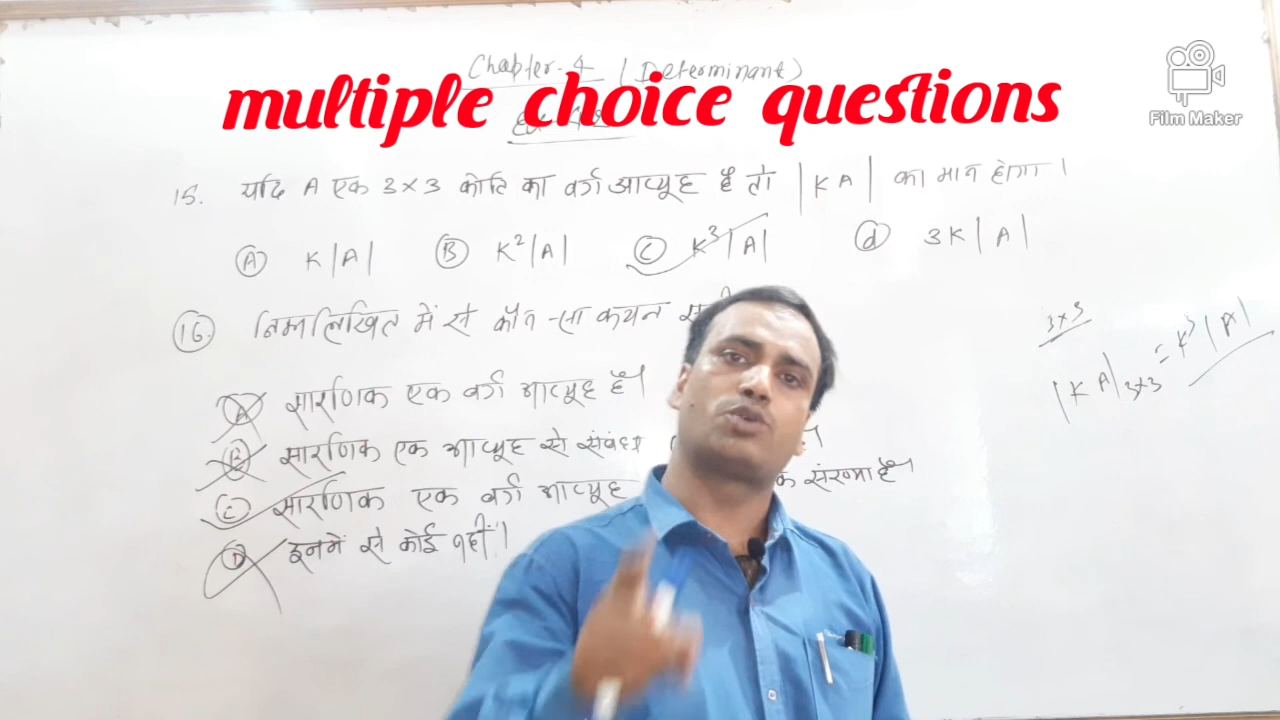 Chapter-4 (Determinant)
multiple choice questions
Film Maker
15. यदि A एक 3×3 कोटि का वर्ग आव्यूह है तो |KA| का मान होगा।
Ⓐ K|A| Ⓑ K²|A| Ⓒ K³|A| ⓓ 3K|A|
16. निम्नलिखित में से कौन-सा कथन
A सारणिक एक वर्ग आव्यूह है।
B सारणिक एक आव्यूह से संबंध
C सारणिक एक वर्ग आव्यूह संख्या है।
D इनमें से कोई नहीं।
3×3
|KA|3×3 = K³|A|